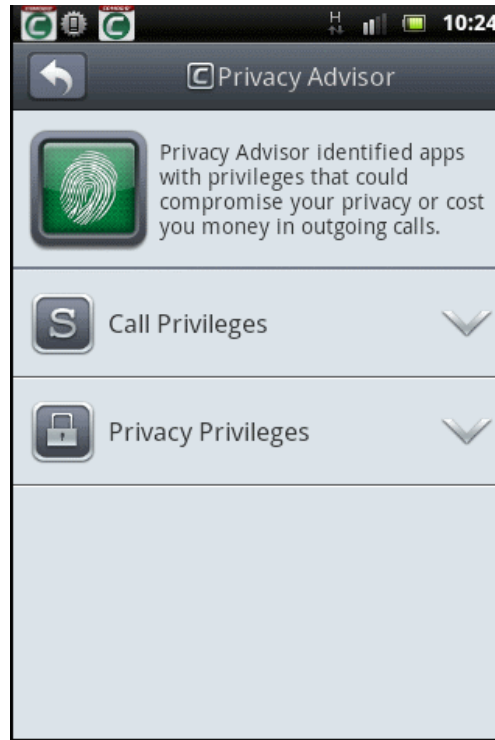 H
10:24
C Privacy Advisor
Privacy Advisor identified apps
with privileges that could
compromise your privacy or cost
you money in outgoing calls.
S Call Privileges
Privacy Privileges